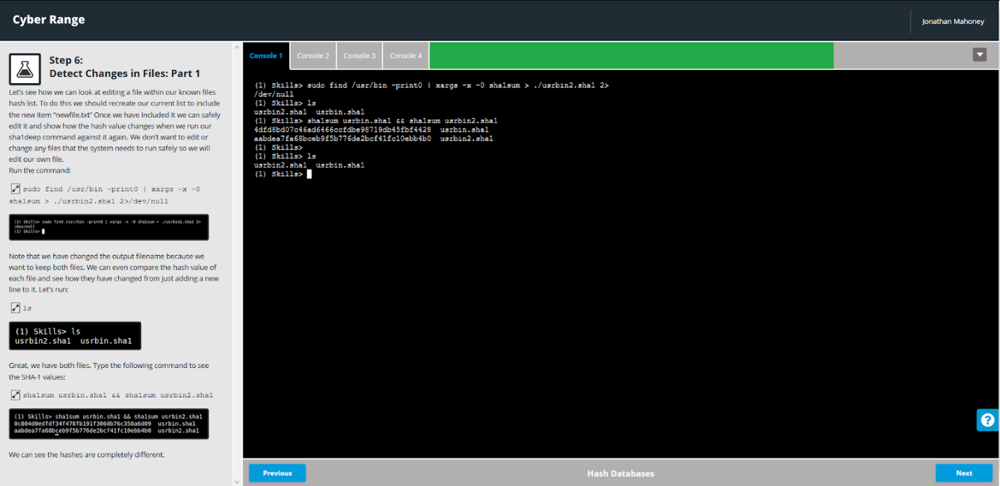 Cyber Range
Jonathan Mahoney
Step 6:
Detect Changes in Files: Part 1
Let's see how we can look at editing a file within our known files
hash list. To do this we should recreate our current list to include
the new item "newfile.txt" Once we have included it we can safely
edit it and show how the hash value changes when we run our
sha1deep command against it again. We don't want to edit or
change any files that the system needs to run safely so we will
edit our own file.
Run the command:
sudo find /usr/bin -print0 | xargs -x -0
sha1sum > ./usrbin2.sha1 2>/dev/null
(1) Skills> sudo find /usr/bin -print0 | xargs -x -0 sha1sum > ./usrbin2.sha1 2>
/dev/null
(1) Skills>
Note that we have changed the output filename because we
want to keep both files. We can even compare the hash value of
each file and see how they have changed from just adding a new
line to it. Let's run:
ls
(1) Skills> ls
usrbin2.sha1 usrbin.sha1
Great, we have both files. Type the following command to see
the SHA-1 values:
sha1sum usrbin.sha1 && sha1sum usrbin2.sha1
(1) Skills> sha1sum usrbin.sha1 && sha1sum usrbin2.sha1
0c804d0edfdf34f478fb191f3060b76c358a6d09 usrbin.sha1
aabdea7fa68bceb9f5b776de2bcf41fc10ebb4b0 usrbin2.sha1
We can see the hashes are completely different.
Console 1
Console 2
Console 3
Console 4
(1) Skills> sudo find /usr/bin -print0 | xargs -x -0 sha1sum > ./usrbin2.sha1 2>
/dev/null
(1) Skills> ls
usrbin2.sha1 usrbin.sha1
(1) Skills> sha1sum usrbin.sha1 && sha1sum usrbin2.sha1
4dfd8bd07c46ad6466ccfdbe98719db45fbf4428 usrbin.sha1
aabdea7fa68bceb9f5b776de2bcf41fc10ebb4b0 usrbin2.sha1
(1) Skills>
(1) Skills> ls
usrbin2.sha1 usrbin.sha1
(1) Skills>
?
Previous
Hash Databases
Next